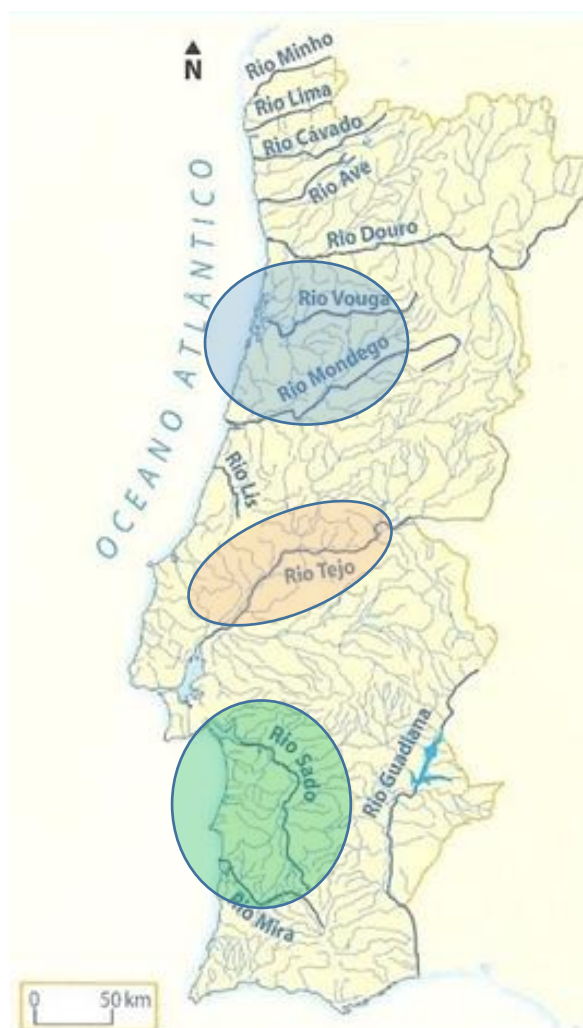 Rio Minho
N
Rio Lima
Rio Cávado
Rio Ave
Rio Douro
OCEANO ATLÂNTICO
Rio Vouga
Rio Mondego
Rio Lis
Rio Tejo
Rio Sado
Rio Guadiana
Rio Mira
0 50 km